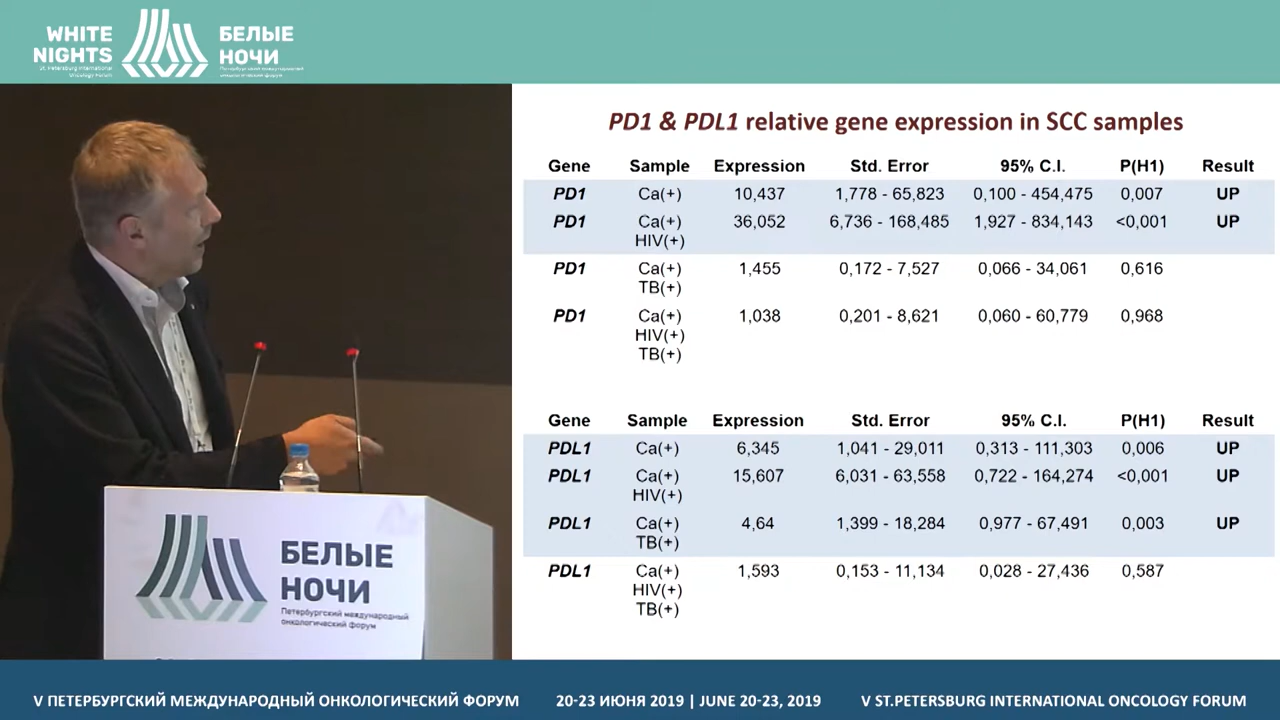 WHITE
NIGHTS
St. Petersburg International
Oncology Forum
БЕЛЫЕ
НОЧИ
Петербургский международный
онкологический форум
PD1 & PDL1 relative gene expression in SCC samples
Gene Sample Expression Std. Error 95% C.I. P(H1) Result
PD1 Ca(+) 10,437 1,778 - 65,823 0,100 - 454,475 0,007 UP
PD1 Ca(+) 36,052 6,736 - 168,485 1,927 - 834,143 <0,001 UP
HIV(+)
PD1 Ca(+) 1,455 0,172 - 7,527 0,066 - 34,061 0,616
TB(+)
PD1 Ca(+) 1,038 0,201 - 8,621 0,060 - 60,779 0,968
HIV(+)
TB(+)
Gene Sample Expression Std. Error 95% C.I. P(H1) Result
PDL1 Ca(+) 6,345 1,041 - 29,011 0,313 - 111,303 0,006 UP
PDL1 Ca(+) 15,607 6,031 - 63,558 0,722 - 164,274 <0,001 UP
HIV(+)
PDL1 Ca(+) 4,64 1,399 - 18,284 0,977 - 67,491 0,003 UP
TB(+)
PDL1 Ca(+) 1,593 0,153 - 11,134 0,028 - 27,436 0,587
HIV(+)
TB(+)
БЕЛЫЕ
НОЧИ
Петербургский международный
онкологический форум
V ПЕТЕРБУРГСКИЙ МЕЖДУНАРОДНЫЙ ОНКОЛОГИЧЕСКИЙ ФОРУМ 20-23 ИЮНЯ 2019 | JUNE 20-23, 2019 V ST.PETERSBURG INTERNATIONAL ONCOLOGY FORUM